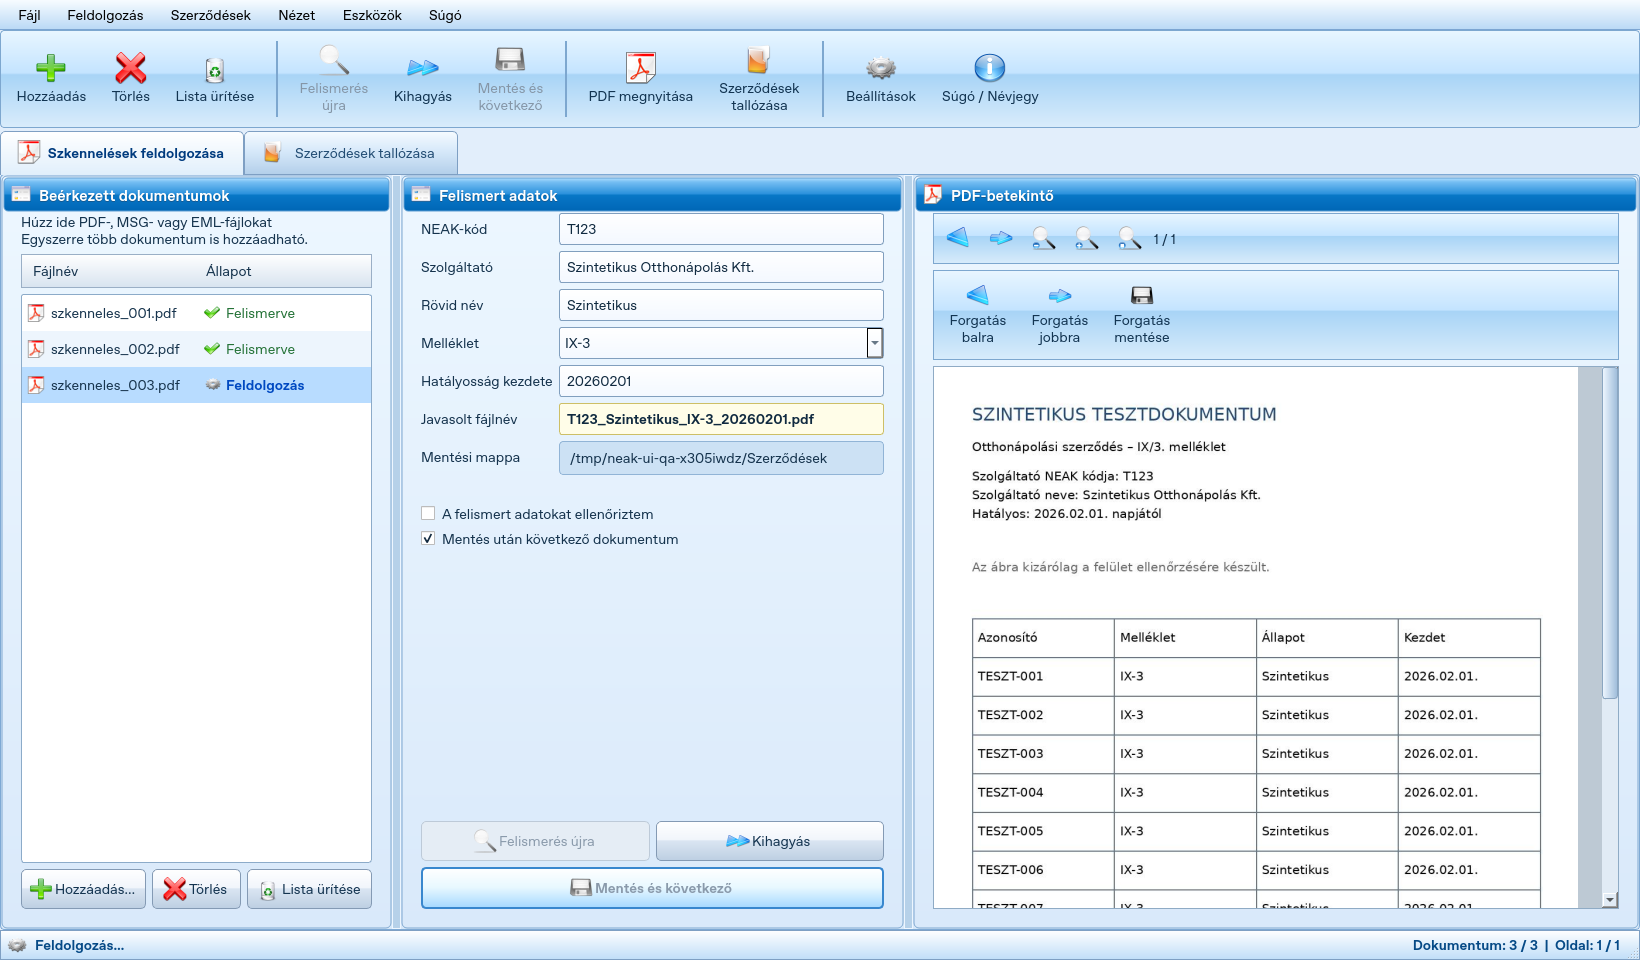 Fájl Feldolgozás Szerződések Nézet Eszközök Súgó
Hozzáadás Törlés Lista ürítése Felismerés újra Kihagyás Mentés és következő PDF megnyitása Szerződések tallózása Beállítások Súgó / Névjegy
Szkennelések feldolgozása Szerződések tallózása
Beérkezett dokumentumok
Húzz ide PDF-, MSG- vagy EML-fájlokat
Egyszerre több dokumentum is hozzáadható.
Fájlnév Állapot
szkenneles_001.pdf Felismerve
szkenneles_002.pdf Felismerve
szkenneles_003.pdf Feldolgozás
Hozzáadás... Törlés Lista ürítése
Felismert adatok
NEAK-kód T123
Szolgáltató Szintetikus Otthonápolás Kft.
Rövid név Szintetikus
Melléklet IX-3
Hatályosság kezdete 20260201
Javasolt fájlnév T123_Szintetikus_IX-3_20260201.pdf
Mentési mappa /tmp/neak-ui-qa-x305iwdz/Szerződések
A felismert adatokat ellenőriztem
Mentés után következő dokumentum
Felismerés újra Kihagyás
Mentés és következő
PDF-betekintő
1 / 1
Forgatás balra Forgatás jobbra Forgatás mentése
SZINTETIKUS TESZTDOKUMENTUM
Otthonápolási szerződés – IX/3. melléklet
Szolgáltató NEAK kódja: T123
Szolgáltató neve: Szintetikus Otthonápolás Kft.
Hatályos: 2026.02.01. napjától
Az ábra kizárólag a felület ellenőrzésére készült.
Azonosító Melléklet Állapot Kezdet
TESZT-001 IX-3 Szintetikus 2026.02.01.
TESZT-002 IX-3 Szintetikus 2026.02.01.
TESZT-003 IX-3 Szintetikus 2026.02.01.
TESZT-004 IX-3 Szintetikus 2026.02.01.
TESZT-005 IX-3 Szintetikus 2026.02.01.
TESZT-006 IX-3 Szintetikus 2026.02.01.
TESZT-007 IX-3 Szintetikus 2026.02.01.
Feldolgozás... Dokumentum: 3 / 3 | Oldal: 1 / 1